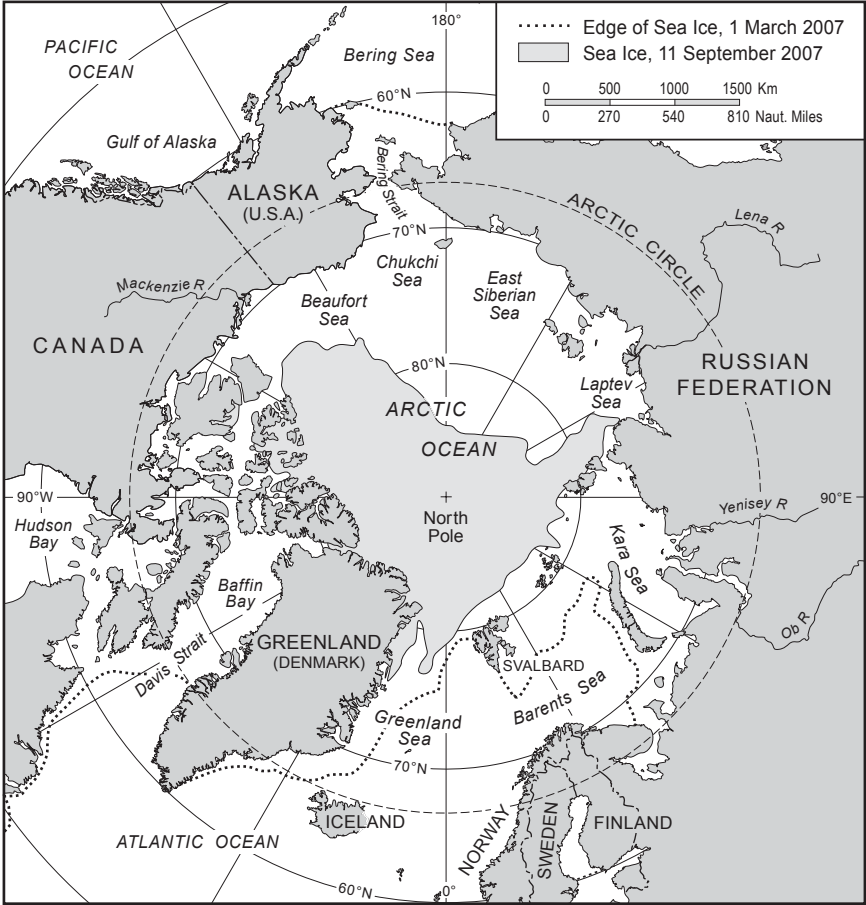 180°
Edge of Sea Ice, 1 March 2007
Sea Ice, 11 September 2007
0 500 1000 1500 Km
0 270 540 810 Naut. Miles
PACIFIC
OCEAN
Bering Sea
60°N
Gulf of Alaska
Bering Strait
ALASKA
(U.S.A.)
ARCTIC CIRCLE
Lena R
70°N
Chukchi
Sea
East
Siberian
Sea
Mackenzie R
Beaufort
Sea
CANADA
80°N
RUSSIAN
FEDERATION
Laptev
Sea
ARCTIC
OCEAN
90°W
North
Pole
Yenisey R
90°E
Hudson
Bay
Kara Sea
Baffin
Bay
Ob R
GREENLAND
(DENMARK)
Davis Strait
SVALBARD
Barents Sea
Greenland
Sea
70°N
ICELAND
NORWAY
SWEDEN
FINLAND
ATLANTIC OCEAN
60°N
0°